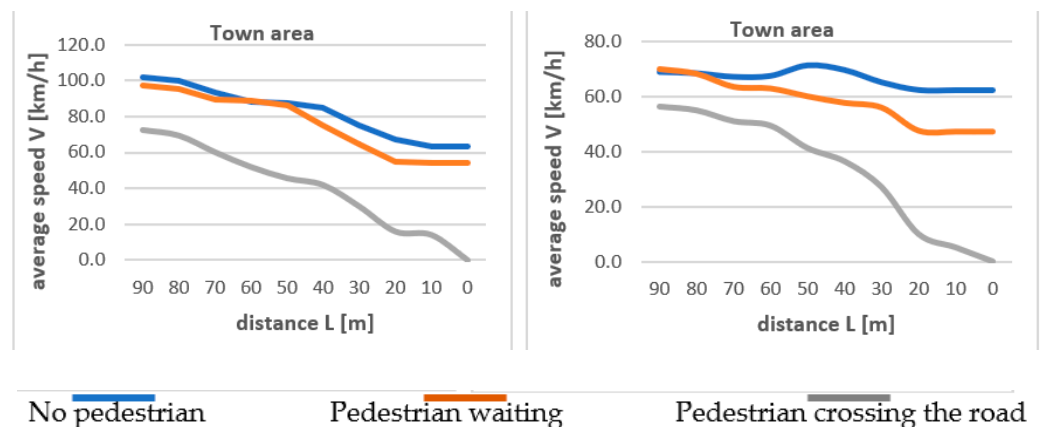 Town area
120.0
100.0
80.0
60.0
40.0
20.0
0.0
average speed V [km/h]
90 80 70 60 50 40 30 20 10 0
distance L [m]
Town area
80.0
60.0
40.0
20.0
0.0
average speed V [km/h]
90 80 70 60 50 40 30 20 10 0
distance L [m]
No pedestrian Pedestrian waiting Pedestrian crossing the road